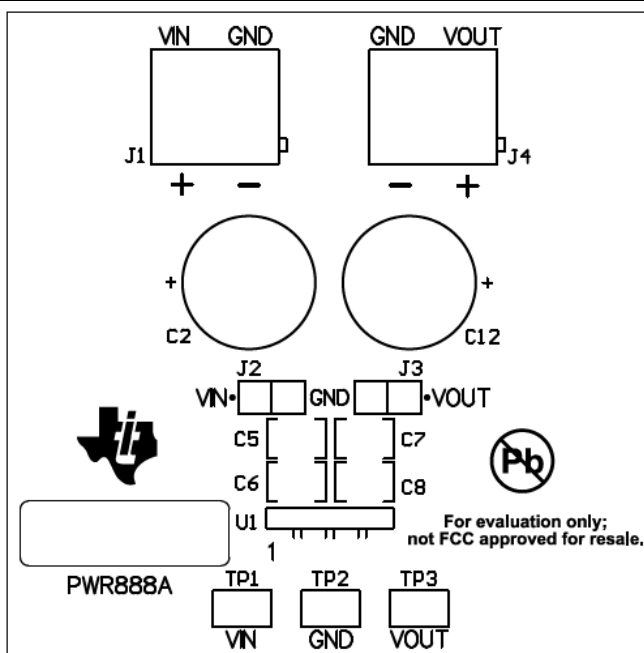 VIN GND GND VOUT
J1 J4
+ − − +
+ +
C2 C12
J2 J3
VIN• GND •VOUT
C5 C7
C6 C8
Pb
U1
1
For evaluation only;
not FCC approved for resale.
PWR888A
TP1 TP2 TP3
VIN GND VOUT